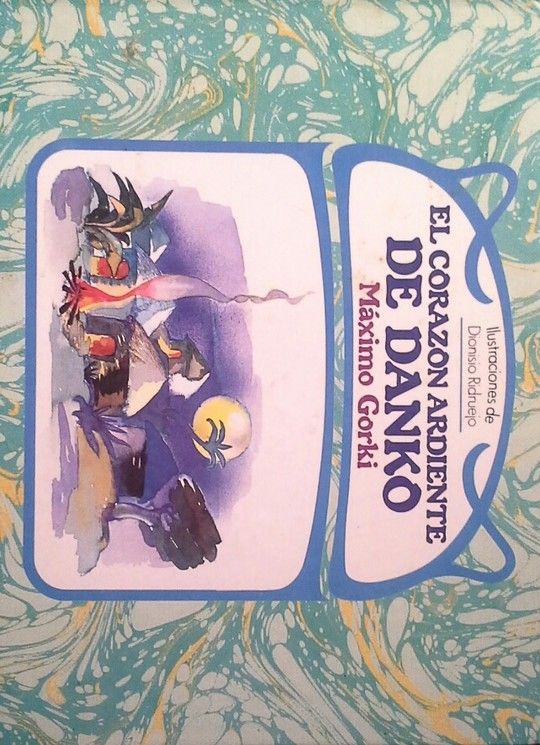 Ilustraciones de
Dionisio Ridruejo
EL CORAZON ARDIENTE
DE DANKO
Máximo Gorki